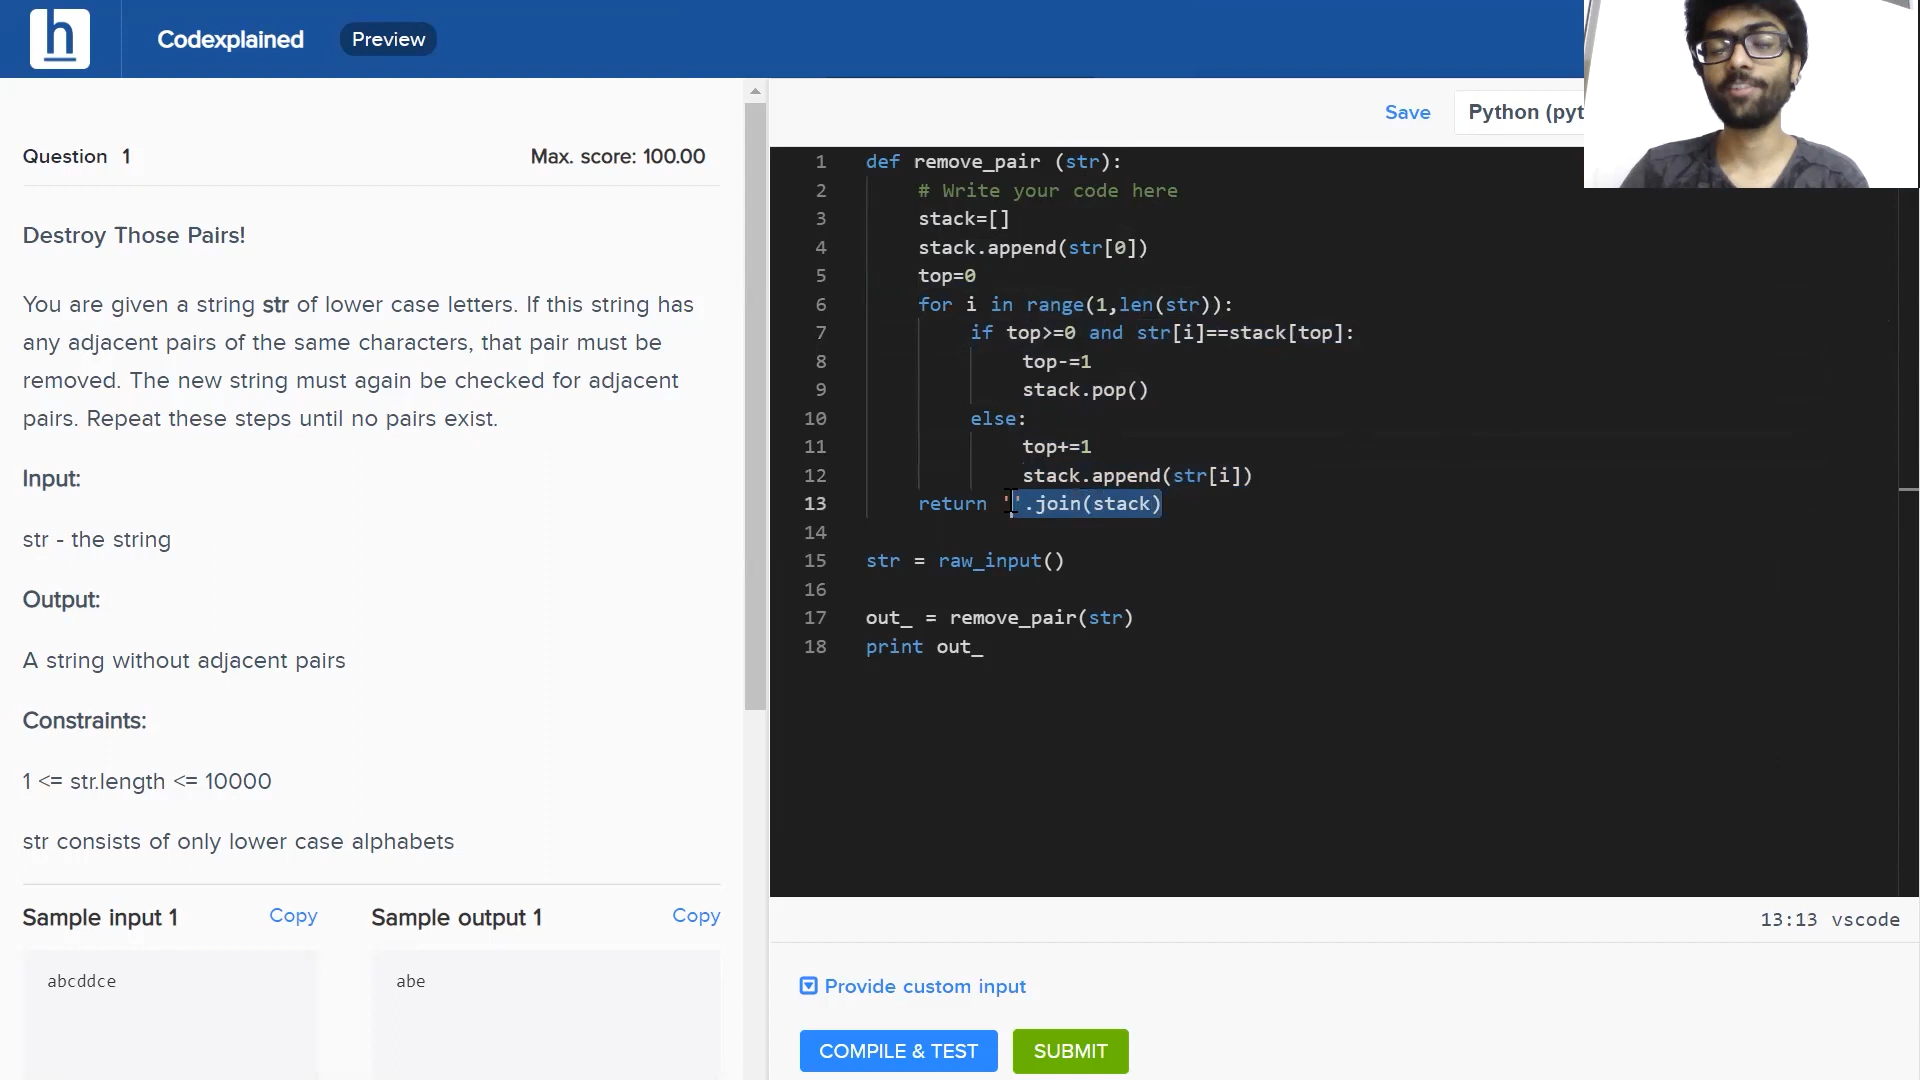 h
Codexplained
Preview
Question 1
Max. score: 100.00
Destroy Those Pairs!
You are given a string str of lower case letters. If this string has
any adjacent pairs of the same characters, that pair must be
removed. The new string must again be checked for adjacent
pairs. Repeat these steps until no pairs exist.
Input:
str - the string
Output:
A string without adjacent pairs
Constraints:
1 <= str.length <= 10000
str consists of only lower case alphabets
Sample input 1
Copy
Sample output 1
Copy
abcddce
abe
Save
Python (pyt
1 def remove_pair (str):
2 # Write your code here
3 stack=[]
4 stack.append(str[0])
5 top=0
6 for i in range(1,len(str)):
7 if top>=0 and str[i]==stack[top]:
8 top-=1
9 stack.pop()
10 else:
11 top+=1
12 stack.append(str[i])
13 return ''.join(stack)
14
15 str = raw_input()
16
17 out_ = remove_pair(str)
18 print out_
13:13 vscode
Provide custom input
COMPILE & TEST
SUBMIT